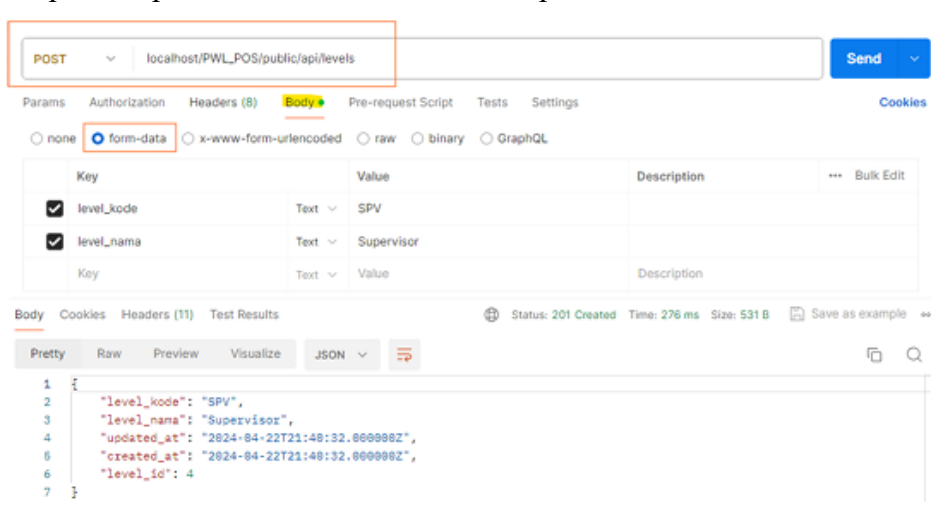 POST localhost/PWL_POS/public/api/levels Send
Params Authorization Headers (8) Body Pre-request Script Tests Settings Cookies
none form-data x-www-form-urlencoded raw binary GraphQL
Key Value Description ••• Bulk Edit
level_kode Text SPV
level_nama Text Supervisor
Key Text Value Description
Body Cookies Headers (11) Test Results Status: 201 Created Time: 276 ms Size: 531 B Save as example
Pretty Raw Preview Visualize JSON
1 {
2 "level_kode": "SPV",
3 "level_nama": "Supervisor",
4 "updated_at": "2024-04-22T21:48:32.000000Z",
5 "created_at": "2024-04-22T21:48:32.000000Z",
6 "level_id": 4
7 }